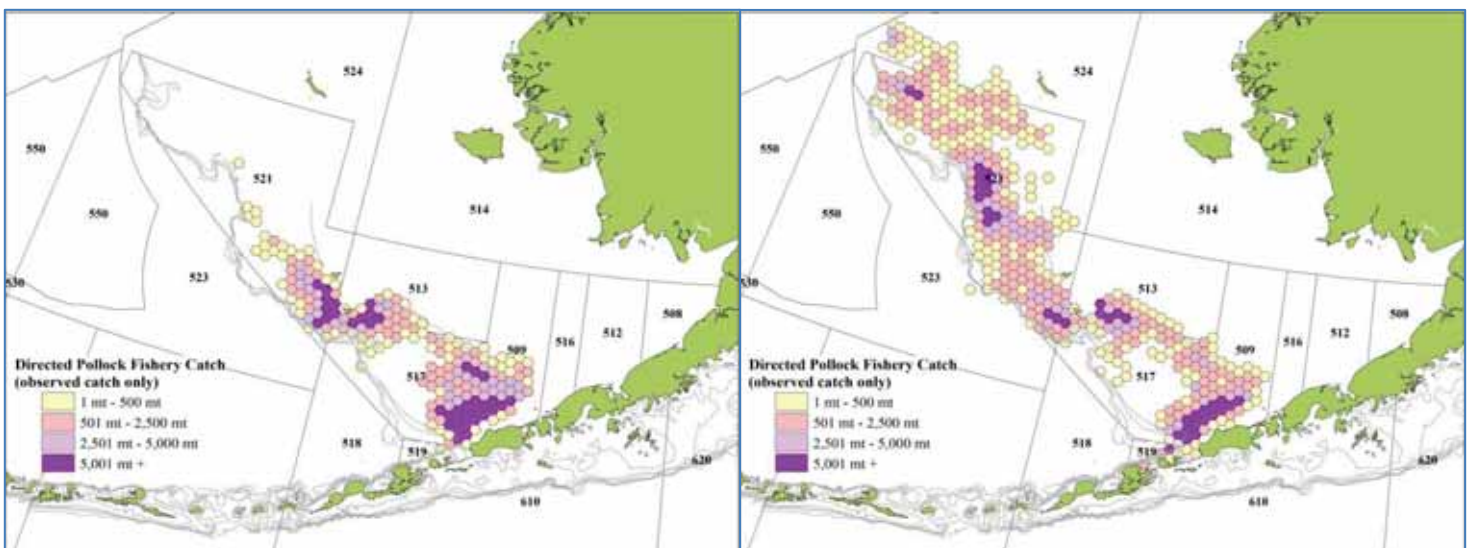 524
550
521
550
514
523
530
513
508
512
516
509
517
Directed Pollock Fishery Catch
(observed catch only)
1 mt - 500 mt
501 mt - 2,500 mt
2,501 mt - 5,000 mt
5,001 mt +
518
519
620
610
524
550
521
550
514
523
530
513
508
512
516
509
517
Directed Pollock Fishery Catch
(observed catch only)
1 mt - 500 mt
501 mt - 2,500 mt
2,501 mt - 5,000 mt
5,001 mt +
518
519
620
610